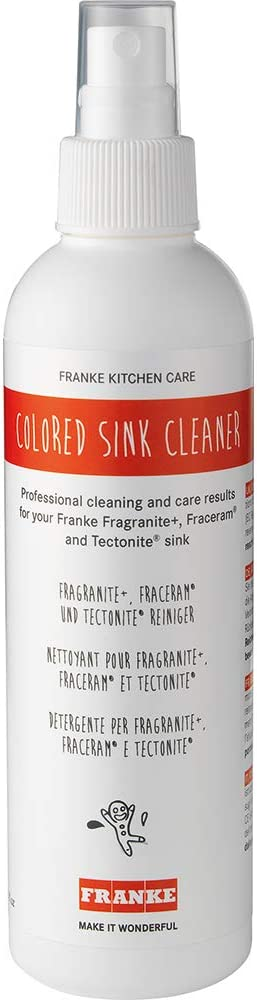 FRANKE KITCHEN CARE
COLORED SINK CLEANER
Professional cleaning and care results
for your Franke Fragranite+, Fraceram®
and Tectonite® sink
FRAGRANITE+, FRACERAM®
UND TECTONITE® REINIGER
NETTOYANT POUR FRAGRANITE+,
FRACERAM® ET TECTONITE®
DETERGENTE PER FRAGRANITE+,
FRACERAM® E TECTONITE®
FRANKE
MAKE IT WONDERFUL